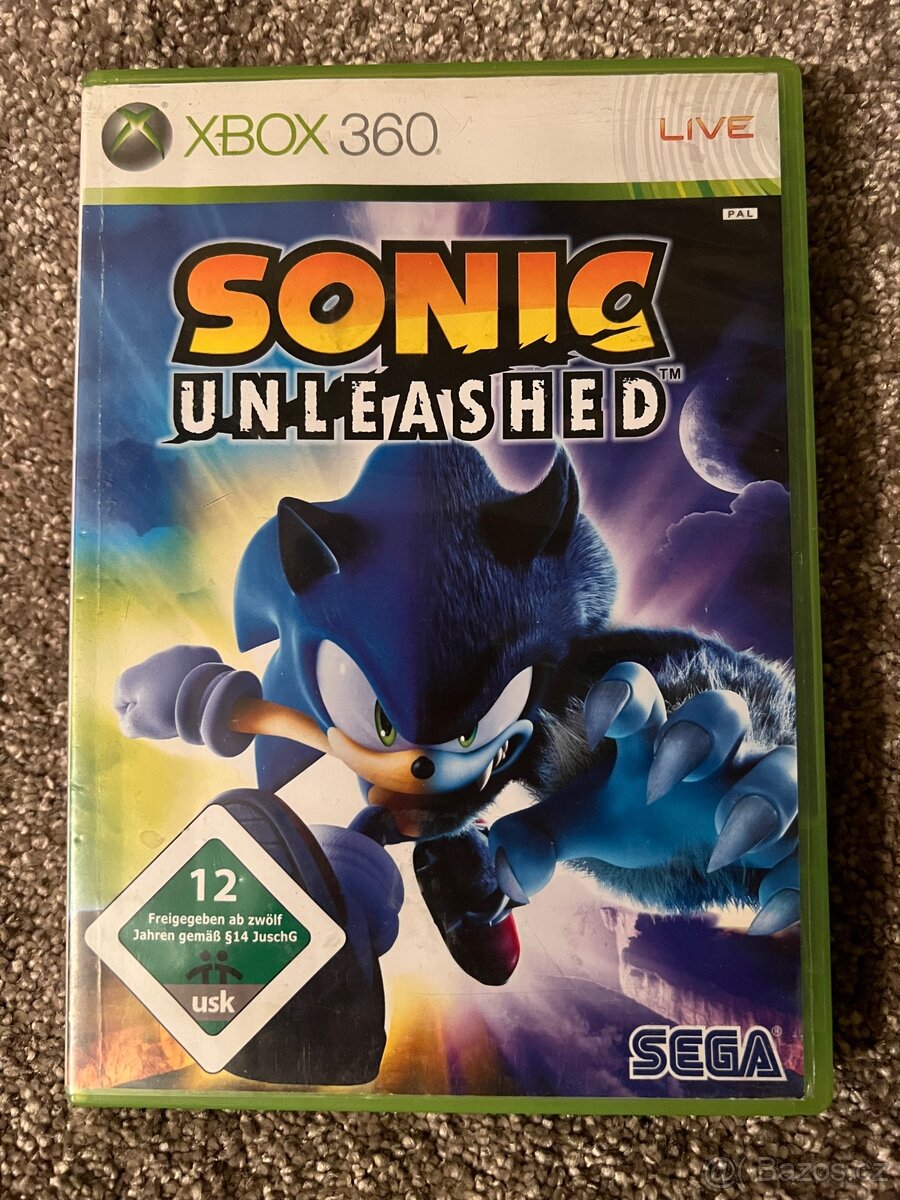 XBOX 360
LIVE
PAL
SONIC
UNLEASHED™
12
Freigegeben ab zwölf
Jahren gemäß §14 JuschG
usk
SEGA®
Bazos.cz